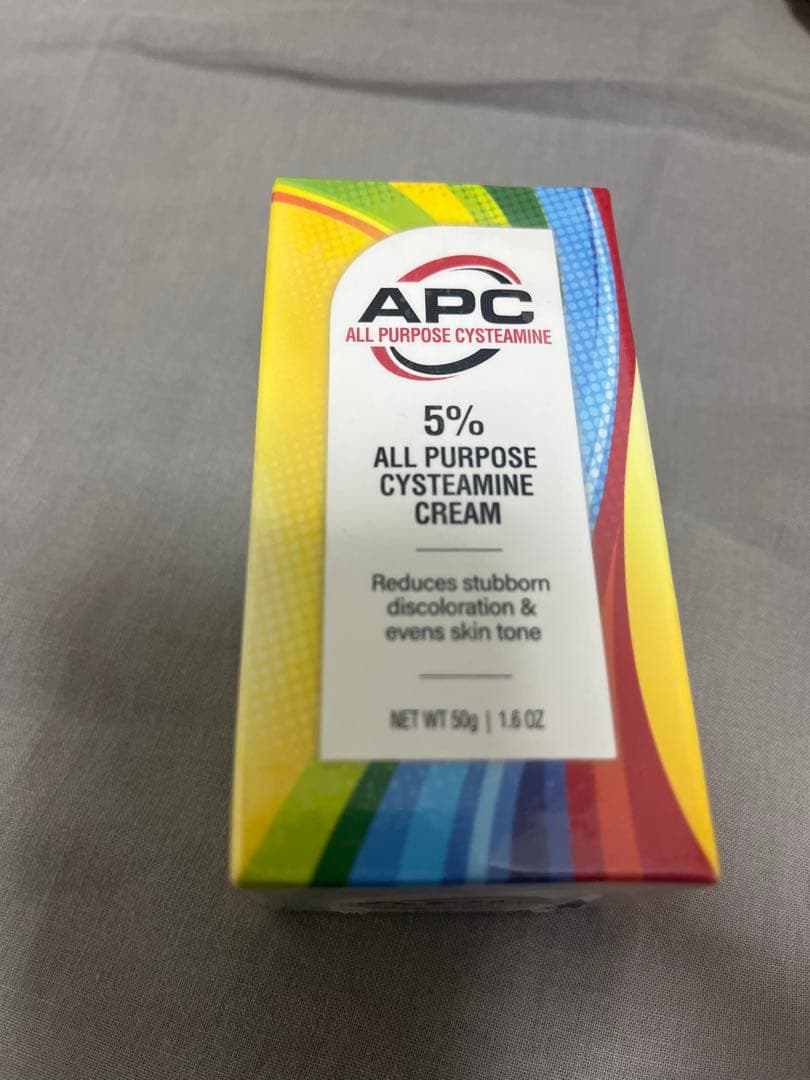 APC
ALL PURPOSE CYSTEAMINE
5%
ALL PURPOSE
CYSTEAMINE
CREAM
Reduces stubborn
discoloration &
evens skin tone
NET WT 50g | 1.6 OZ